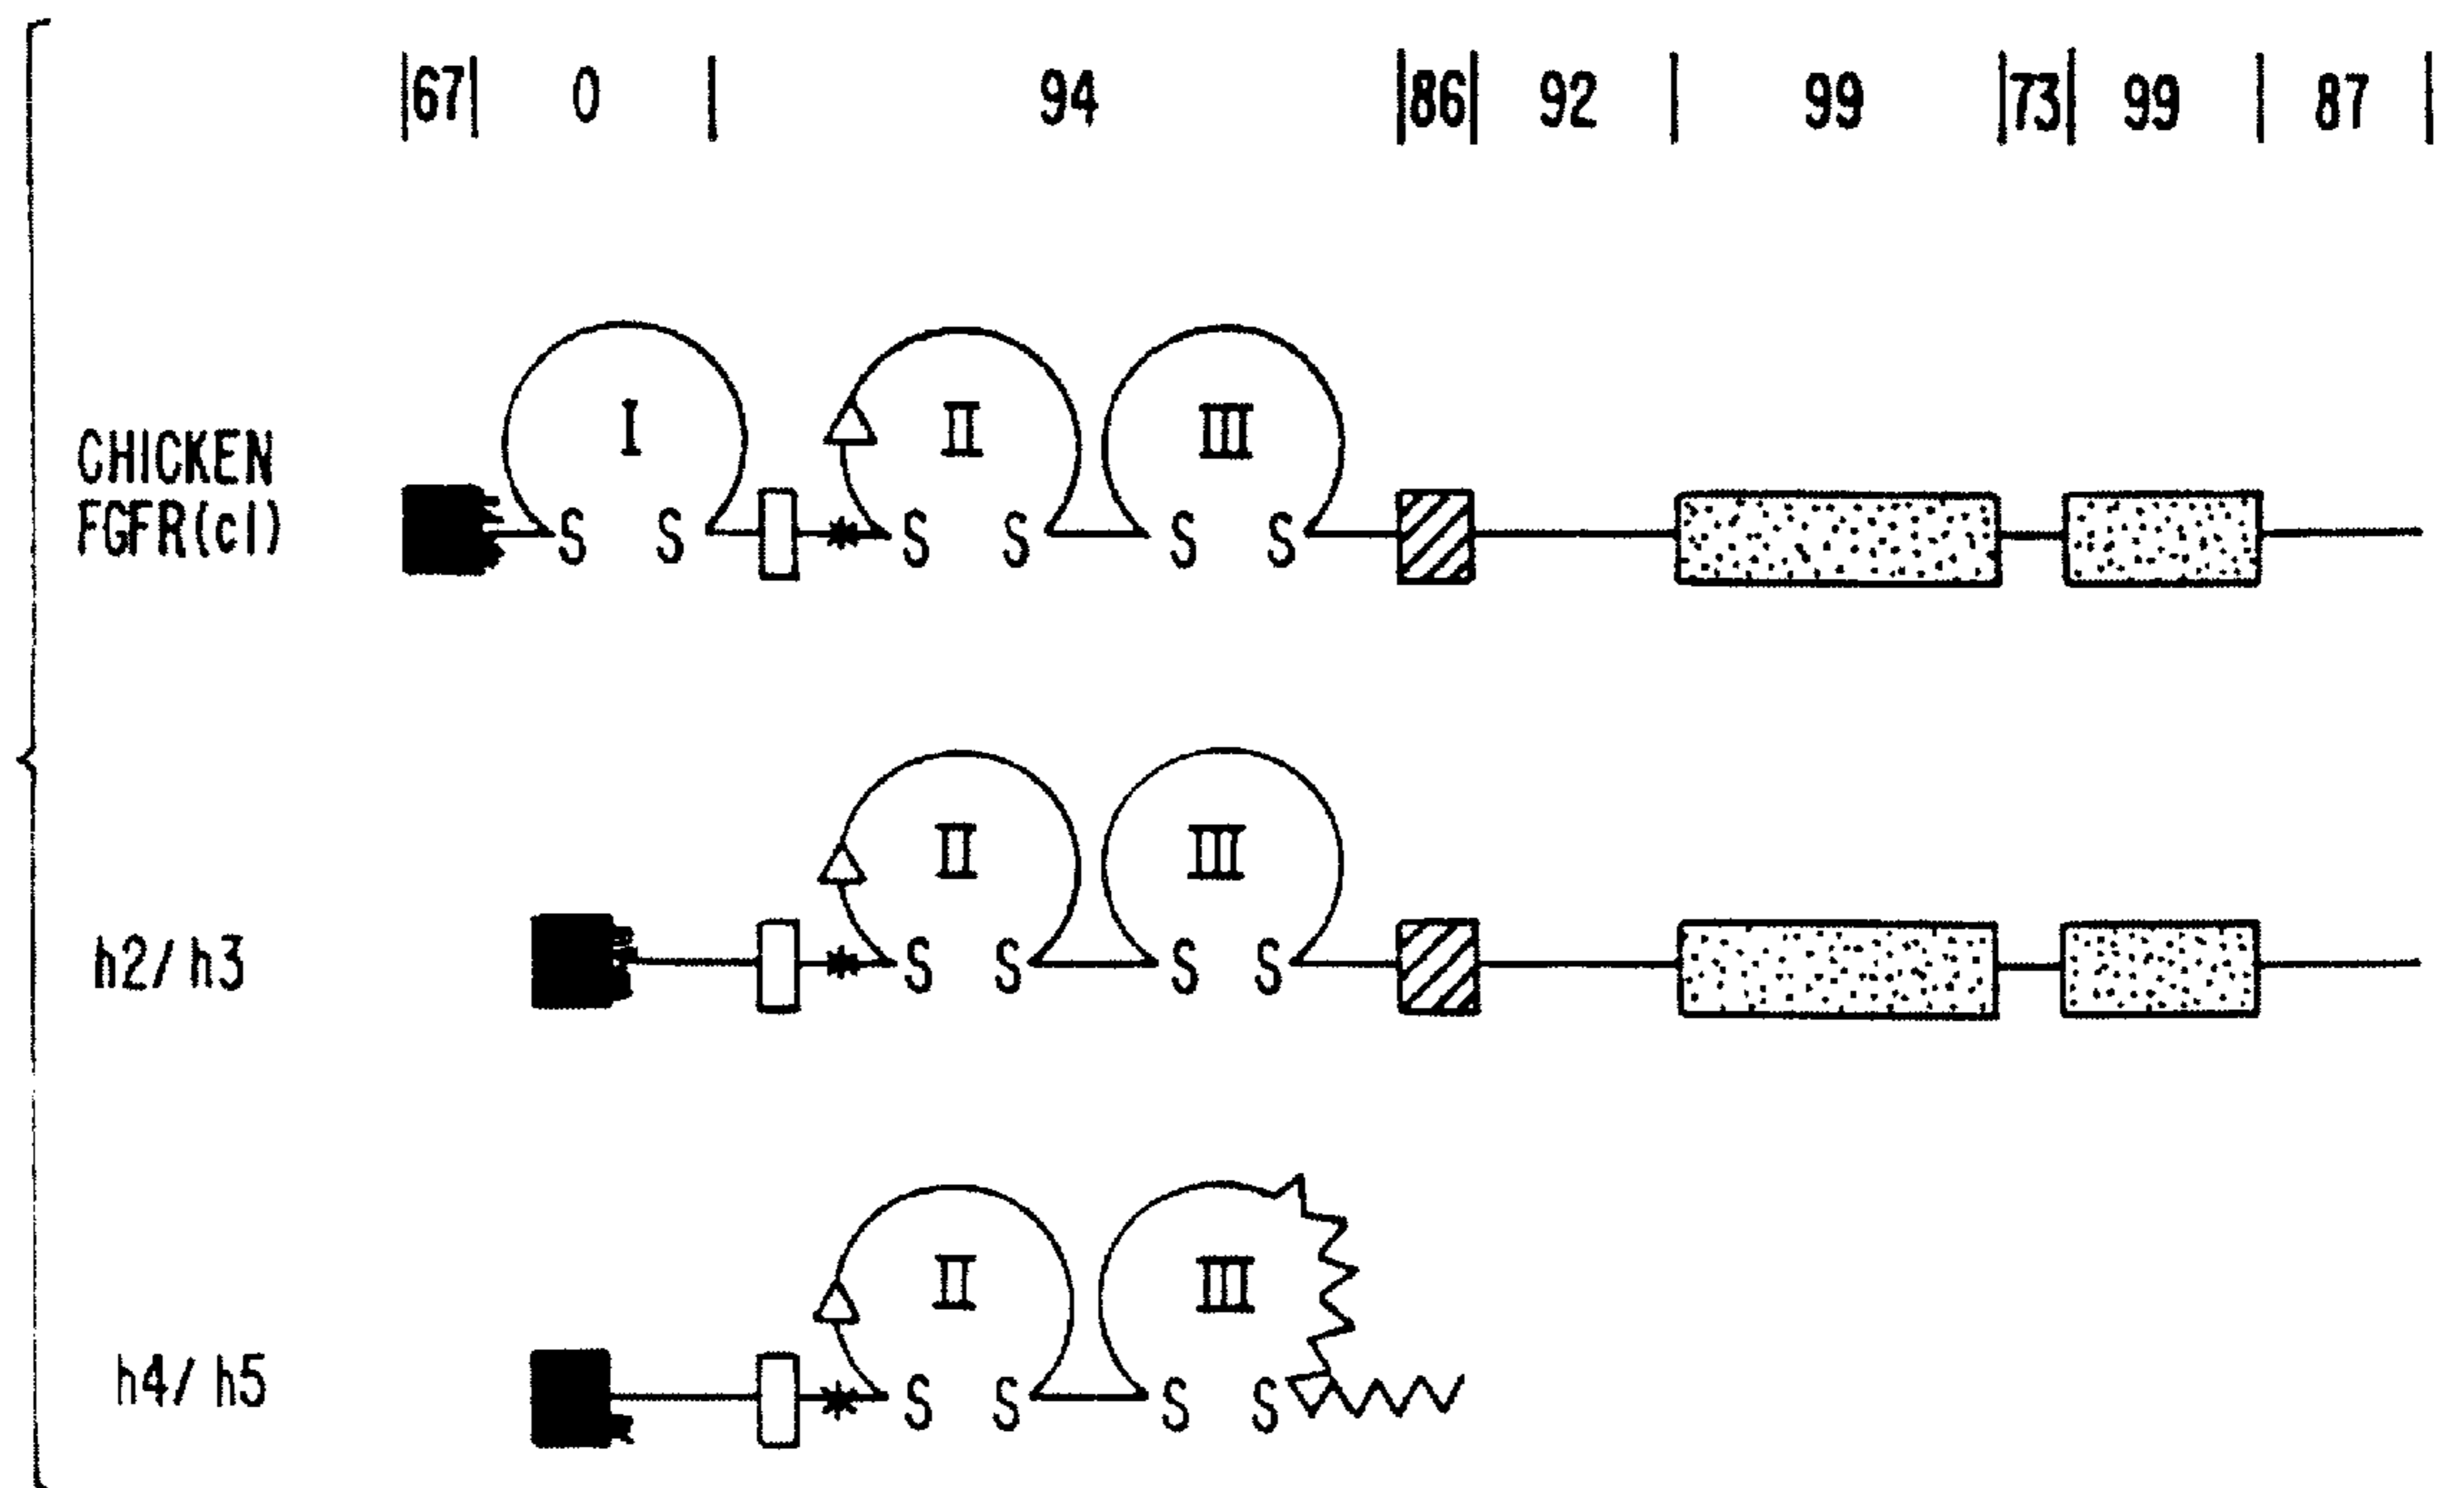 67 0 94 86 92 99 73 99 87
I II III
CHICKEN
FGFR(c1)
S S S S S S
II III
h2/h3
S S S S
II III
h4/h5
S S S S